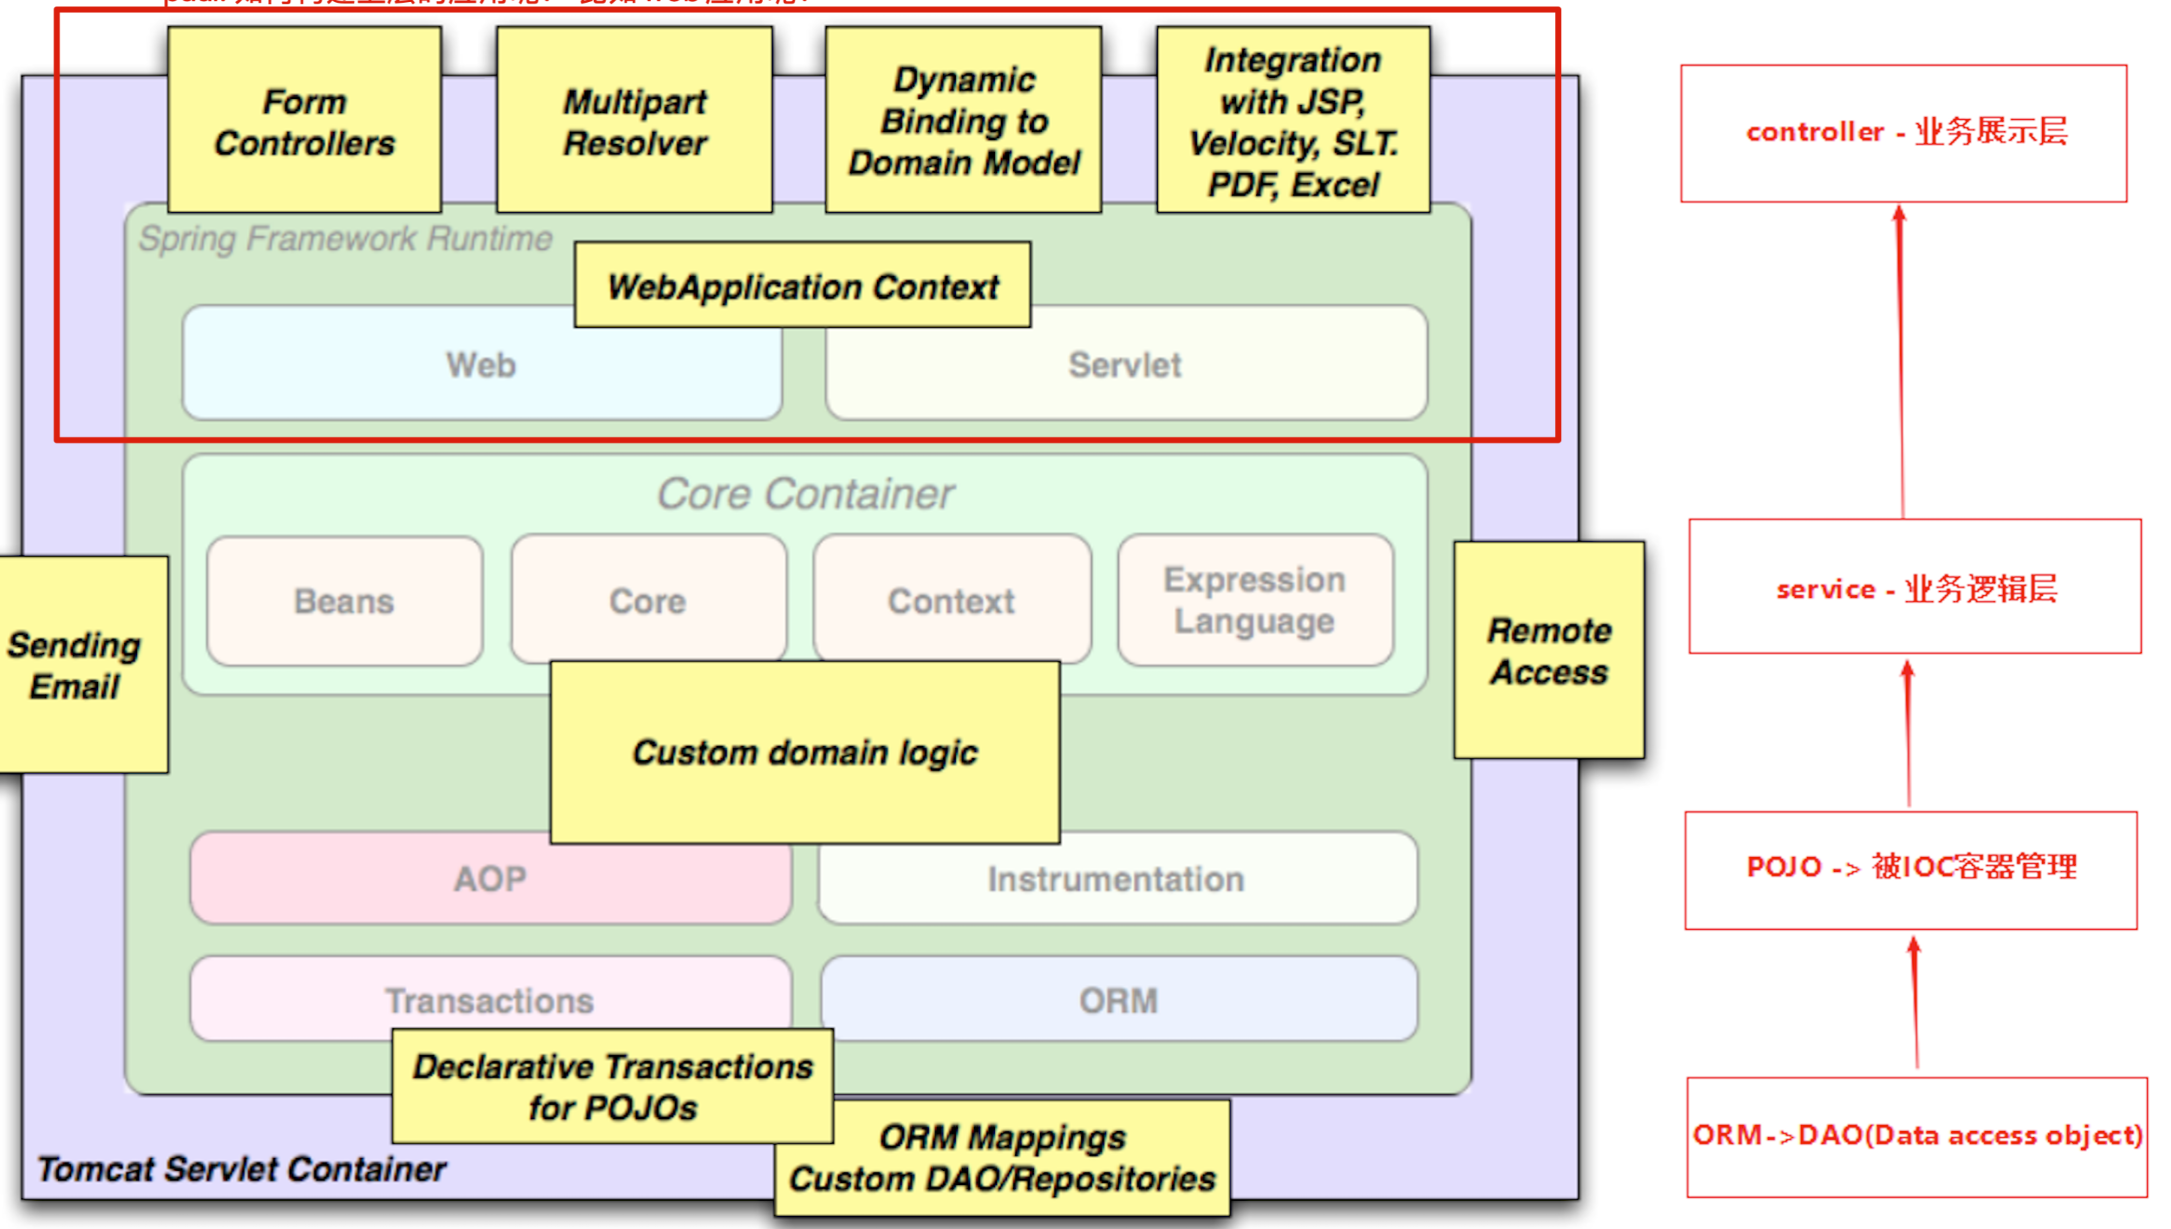 Form
Controllers
Multipart
Resolver
Dynamic
Binding to
Domain Model
Integration
with JSP,
Velocity, SLT.
PDF, Excel
Spring Framework Runtime
WebApplication Context
Web
Servlet
Core Container
Beans
Core
Context
Expression
Language
Sending
Email
Remote
Access
Custom domain logic
AOP
Instrumentation
Transactions
ORM
Declarative Transactions
for POJOs
ORM Mappings
Custom DAO/Repositories
Tomcat Servlet Container
controller - 业务展示层
service - 业务逻辑层
POJO -> 被IOC容器管理
ORM->DAO(Data access object)